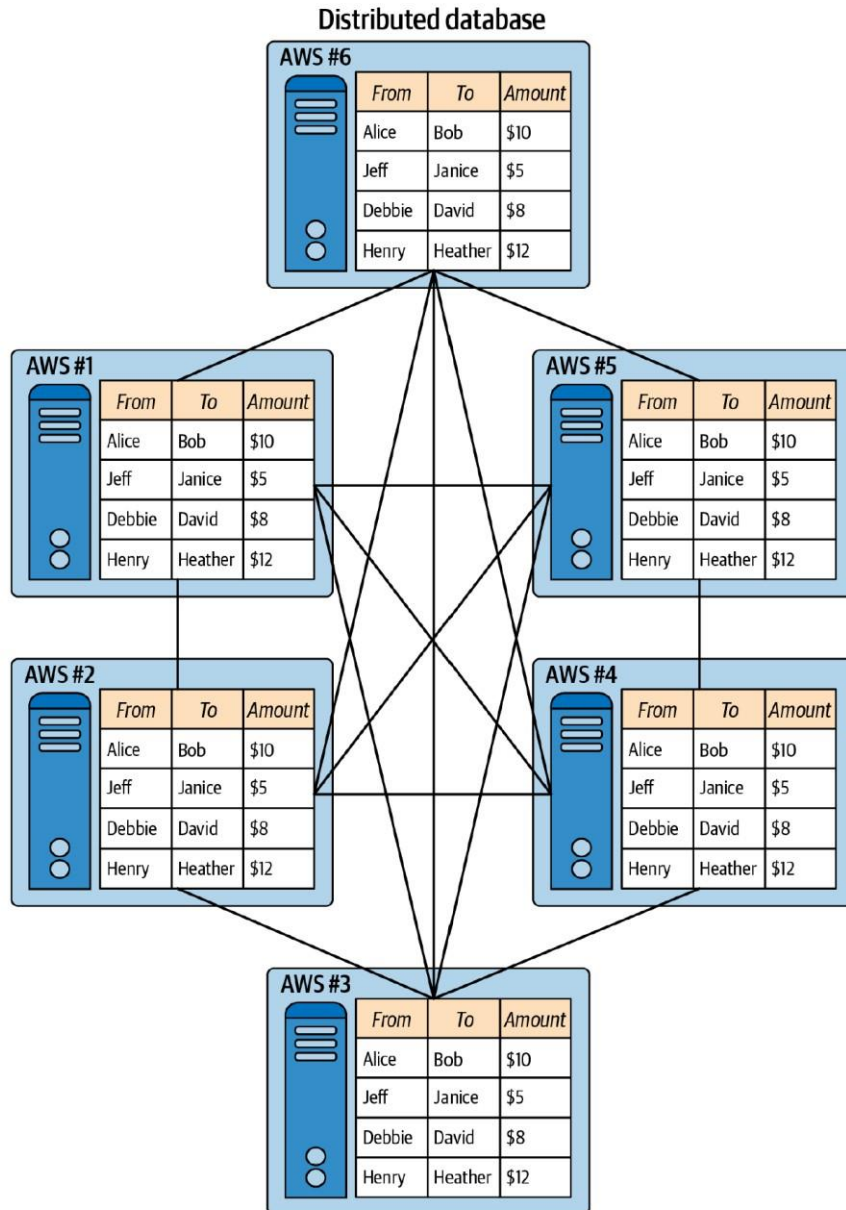 Distributed database
AWS #6
From To Amount
Alice Bob $10
Jeff Janice $5
Debbie David $8
Henry Heather $12
AWS #1
From To Amount
Alice Bob $10
Jeff Janice $5
Debbie David $8
Henry Heather $12
AWS #5
From To Amount
Alice Bob $10
Jeff Janice $5
Debbie David $8
Henry Heather $12
AWS #2
From To Amount
Alice Bob $10
Jeff Janice $5
Debbie David $8
Henry Heather $12
AWS #4
From To Amount
Alice Bob $10
Jeff Janice $5
Debbie David $8
Henry Heather $12
AWS #3
From To Amount
Alice Bob $10
Jeff Janice $5
Debbie David $8
Henry Heather $12